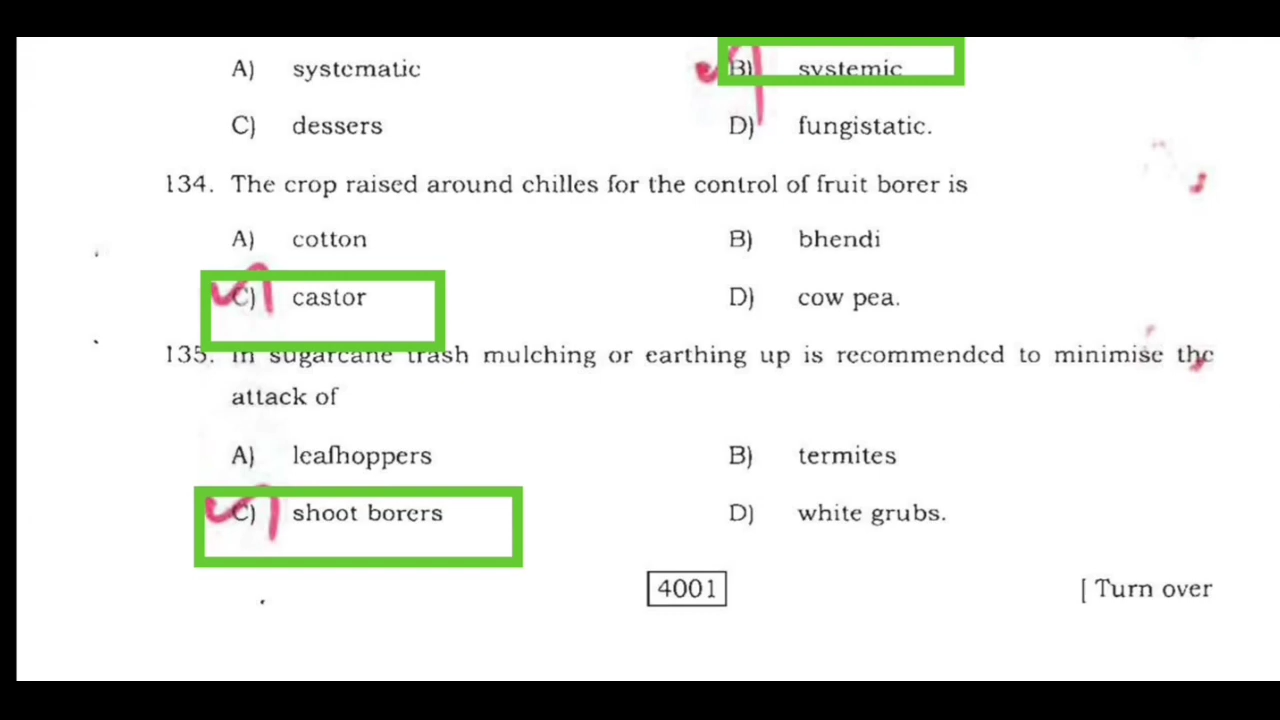 A) systematic B) systemic
C) dessers D) fungistatic.
134. The crop raised around chilles for the control of fruit borer is
A) cotton B) bhendi
C) castor D) cow pea.
135. In sugarcane trash mulching or earthing up is recommended to minimise the
attack of
A) leafhoppers B) termites
C) shoot borers D) white grubs.
4001 [ Turn over